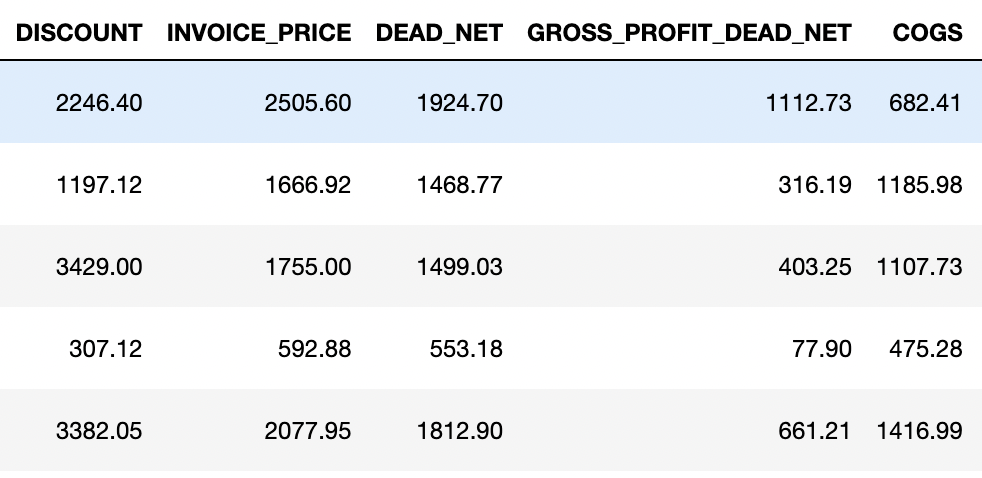 DISCOUNT INVOICE_PRICE DEAD_NET GROSS_PROFIT_DEAD_NET COGS
2246.40 2505.60 1924.70 1112.73 682.41
1197.12 1666.92 1468.77 316.19 1185.98
3429.00 1755.00 1499.03 403.25 1107.73
307.12 592.88 553.18 77.90 475.28
3382.05 2077.95 1812.90 661.21 1416.99